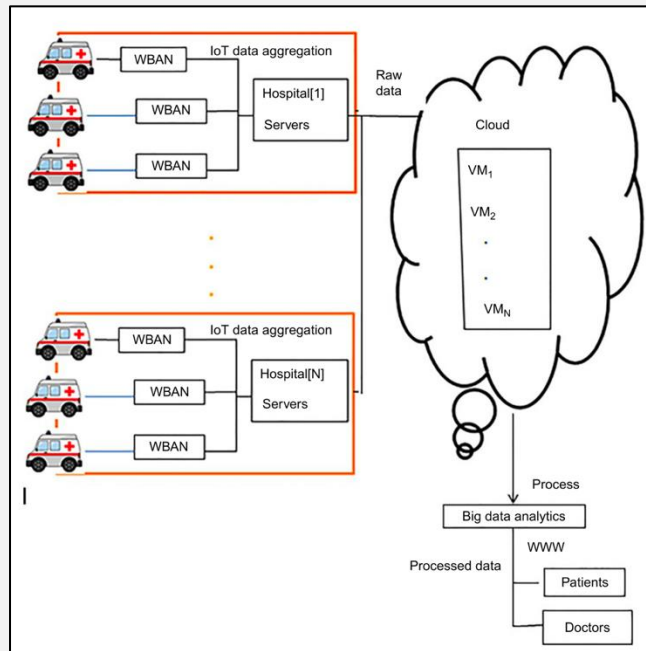 IoT data aggregation
WBAN
Hospital[1]
Servers
WBAN
WBAN
Raw
data
Cloud
VM1
VM2
VMN
IoT data aggregation
WBAN
Hospital[N]
Servers
WBAN
WBAN
Process
Big data analytics
WWW
Processed data
Patients
Doctors